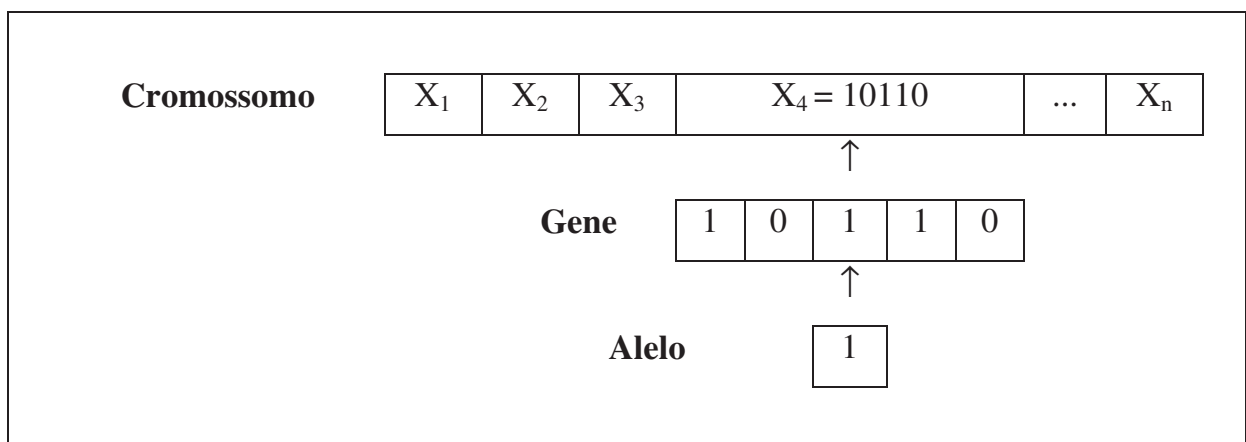 Cromossomo X₁ X₂ X₃ X₄ = 10110 ... Xₙ
↑
Gene 1 0 1 1 0
↑
Alelo 1